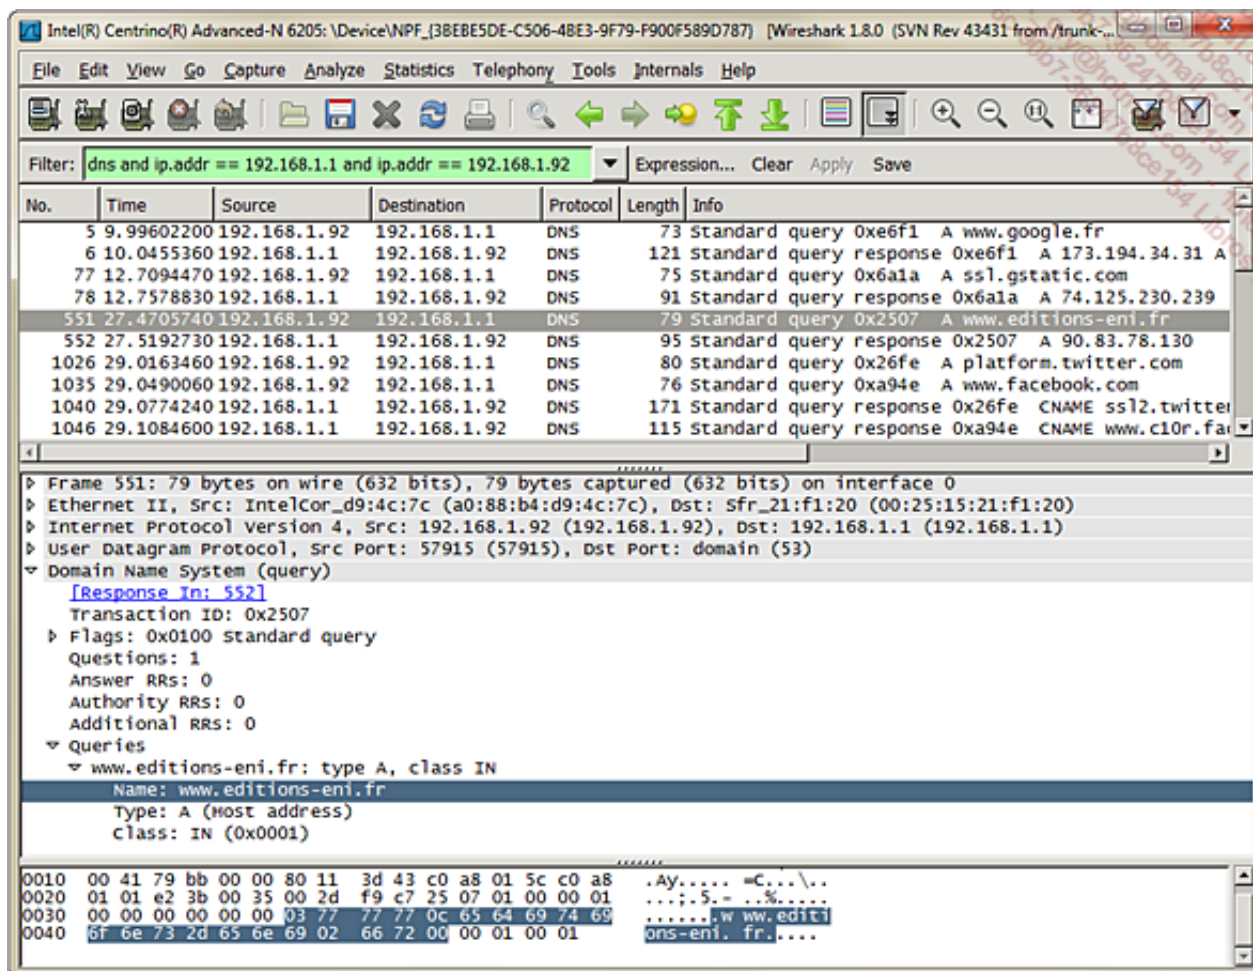 Intel(R) Centrino(R) Advanced-N 6205: \Device\NPF_{3BEBE5DE-C506-4BE3-9F79-F900F589D787} [Wireshark 1.8.0 (SVN Rev 43431 from /trunk-...
File Edit View Go Capture Analyze Statistics Telephony Tools Internals Help
Filter: dns and ip.addr == 192.168.1.1 and ip.addr == 192.168.1.92 Expression... Clear Apply Save
No. Time Source Destination Protocol Length Info
5 9.99602200 192.168.1.92 192.168.1.1 DNS 73 Standard query 0xe6f1 A www.google.fr
6 10.0455360 192.168.1.1 192.168.1.92 DNS 121 Standard query response 0xe6f1 A 173.194.34.31 A
77 12.7094470 192.168.1.92 192.168.1.1 DNS 75 Standard query 0x6a1a A ssl.gstatic.com
78 12.7578830 192.168.1.1 192.168.1.92 DNS 91 Standard query response 0x6a1a A 74.125.230.239
551 27.4705740 192.168.1.92 192.168.1.1 DNS 79 Standard query 0x2507 A www.editions-eni.fr
552 27.5192730 192.168.1.1 192.168.1.92 DNS 95 Standard query response 0x2507 A 90.83.78.130
1026 29.0163460 192.168.1.92 192.168.1.1 DNS 80 Standard query 0x26fe A platform.twitter.com
1035 29.0490060 192.168.1.92 192.168.1.1 DNS 76 Standard query 0xa94e A www.facebook.com
1040 29.0774240 192.168.1.1 192.168.1.92 DNS 171 Standard query response 0x26fe CNAME ssl2.twitter
1046 29.1084600 192.168.1.1 192.168.1.92 DNS 115 Standard query response 0xa94e CNAME www.c10r.fa
Frame 551: 79 bytes on wire (632 bits), 79 bytes captured (632 bits) on interface 0
Ethernet II, Src: IntelCor_d9:4c:7c (a0:88:b4:d9:4c:7c), Dst: Sfr_21:f1:20 (00:25:15:21:f1:20)
Internet Protocol Version 4, Src: 192.168.1.92 (192.168.1.92), Dst: 192.168.1.1 (192.168.1.1)
User Datagram Protocol, Src Port: 57915 (57915), Dst Port: domain (53)
Domain Name System (query)
[Response In: 552]
Transaction ID: 0x2507
Flags: 0x0100 Standard query
Questions: 1
Answer RRs: 0
Authority RRs: 0
Additional RRs: 0
Queries
www.editions-eni.fr: type A, class IN
Name: www.editions-eni.fr
Type: A (Host address)
Class: IN (0x0001)
0010 00 41 79 bb 00 00 80 11 3d 43 c0 a8 01 5c c0 a8 .Ay..... =C...\..
0020 01 01 e2 3b 00 35 00 2d f9 c7 25 07 01 00 00 01 ...;.5.- ..%.....
0030 00 00 00 00 00 00 03 77 77 77 0c 65 64 69 74 69 .......w ww.editi
0040 6f 6e 73 2d 65 6e 69 02 66 72 00 00 01 00 01 ons-eni. fr.....